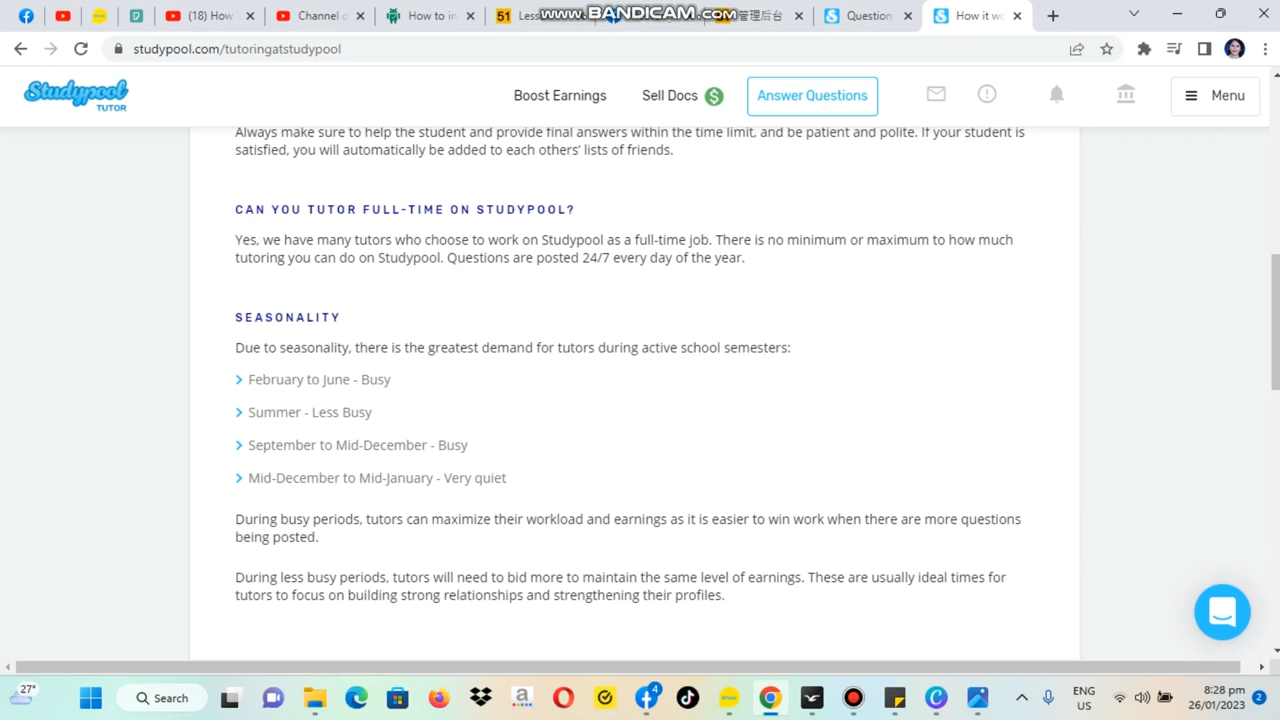 (18) How
Channel d
How to in
51 Less
www.BANDICAM.com
管理后台
Question
How it wo
studypool.com/tutoringatstudypool
Studypool
TUTOR
Boost Earnings
Sell Docs $
Answer Questions
Menu
Always make sure to help the student and provide final answers within the time limit, and be patient and polite. If your student is
satisfied, you will automatically be added to each others' lists of friends.
CAN YOU TUTOR FULL-TIME ON STUDYPOOL?
Yes, we have many tutors who choose to work on Studypool as a full-time job. There is no minimum or maximum to how much
tutoring you can do on Studypool. Questions are posted 24/7 every day of the year.
SEASONALITY
Due to seasonality, there is the greatest demand for tutors during active school semesters:
February to June - Busy
Summer - Less Busy
September to Mid-December - Busy
Mid-December to Mid-January - Very quiet
During busy periods, tutors can maximize their workload and earnings as it is easier to win work when there are more questions
being posted.
During less busy periods, tutors will need to bid more to maintain the same level of earnings. These are usually ideal times for
tutors to focus on building strong relationships and strengthening their profiles.
27°
Search
4
ENG
US
8:28 pm
26/01/2023
2